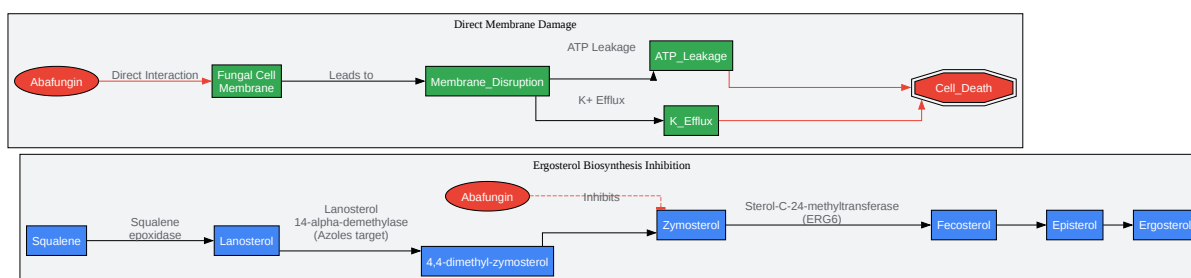 Direct Membrane Damage
Abafungin
Direct Interaction
Fungal Cell
Membrane
Leads to
Membrane_Disruption
ATP Leakage
K+ Efflux
ATP_Leakage
K_Efflux
Cell_Death
Ergosterol Biosynthesis Inhibition
Squalene
Squalene
epoxidase
Lanosterol
Lanosterol
14-alpha-demethylase
(Azoles target)
4,4-dimethyl-zymosterol
Abafungin
Inhibits
Zymosterol
Sterol-C-24-methyltransferase
(ERG6)
Fecosterol
Episterol
Ergosterol